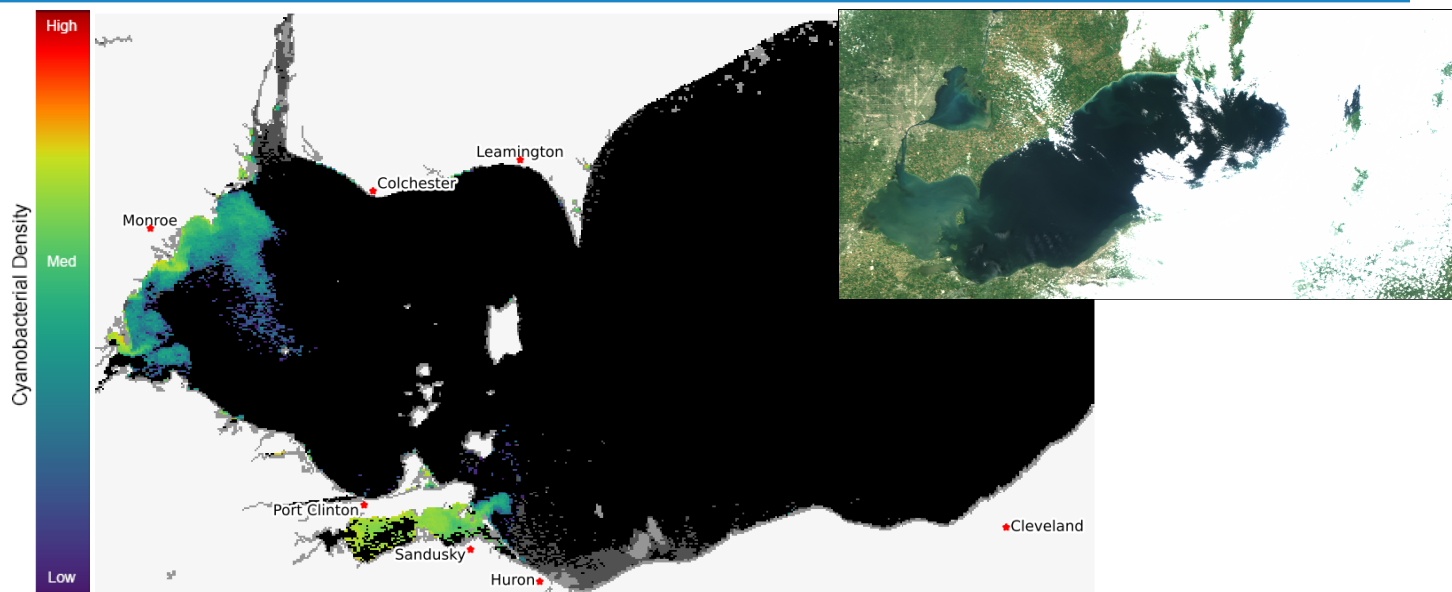 High
Med
Low
Cyanobacterial Density
Leamington
Colchester
Monroe
Port Clinton
Sandusky
Huron
Cleveland